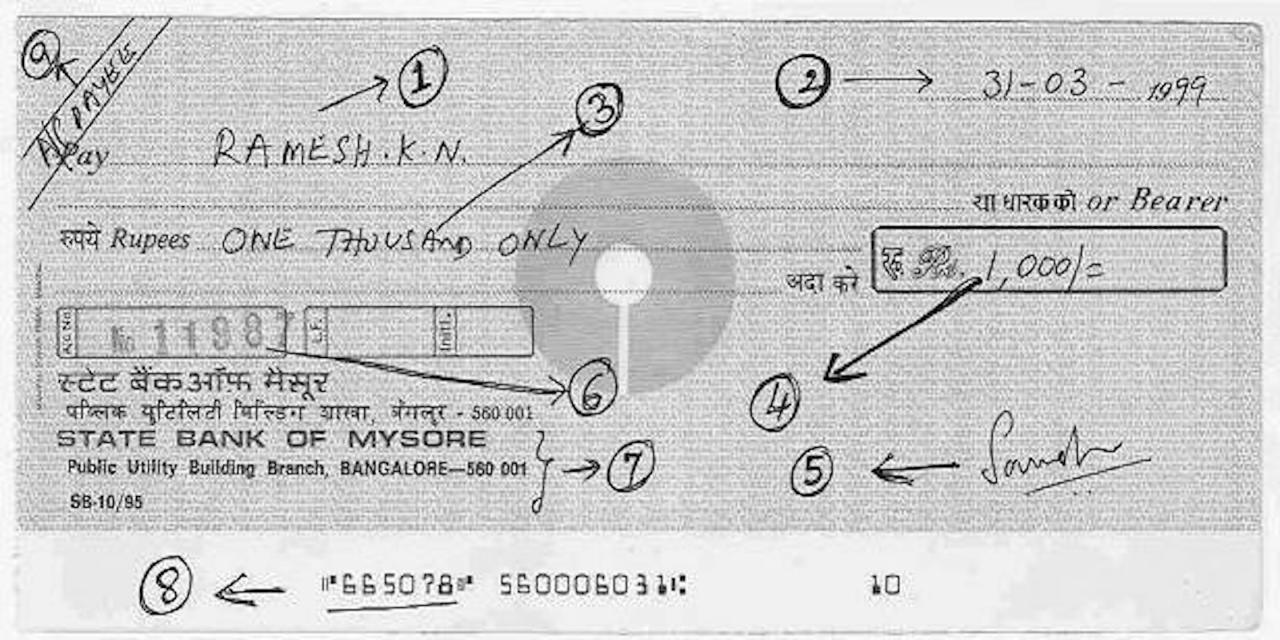 9
A/C PAYEE
1
2 31-03-1999
3
Pay RAMESH.K.N.
या धारक को or Bearer
रुपये Rupees ONE THOUSAND ONLY
अदा करे रु Rs. 1,000/=
A/c No. No 11987 L.F. Initl.
स्टेट बैंक ऑफ मैसूर
6
4
पब्लिक युटिलिटी बिल्डिंग शाखा, बेंगलूर - 560 001
STATE BANK OF MYSORE
Public Utility Building Branch, BANGALORE—560 001
7
5
SB-10/95
8 665078 560006031 10